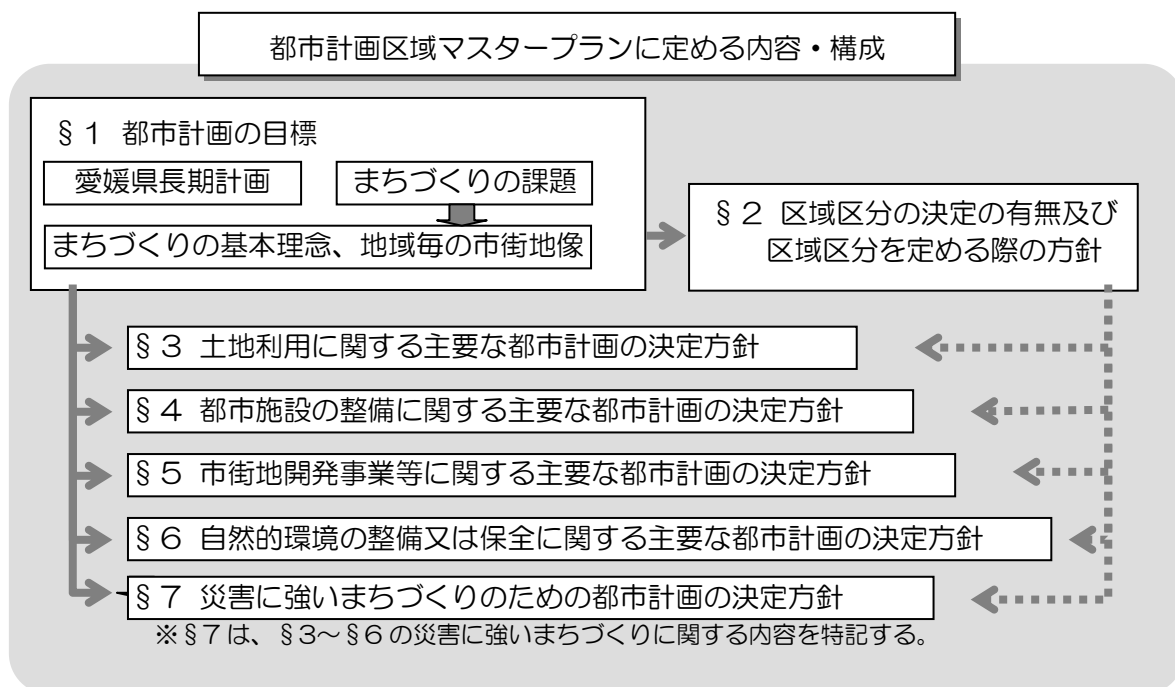 都市計画区域マスタープランに定める内容・構成
§１ 都市計画の目標
愛媛県長期計画
まちづくりの課題
まちづくりの基本理念、地域毎の市街地像
§２ 区域区分の決定の有無及び
区域区分を定める際の方針
§３ 土地利用に関する主要な都市計画の決定方針
§４ 都市施設の整備に関する主要な都市計画の決定方針
§５ 市街地開発事業等に関する主要な都市計画の決定方針
§６ 自然的環境の整備又は保全に関する主要な都市計画の決定方針
§７ 災害に強いまちづくりのための都市計画の決定方針
※§７は、§３～§６の災害に強いまちづくりに関する内容を特記する。